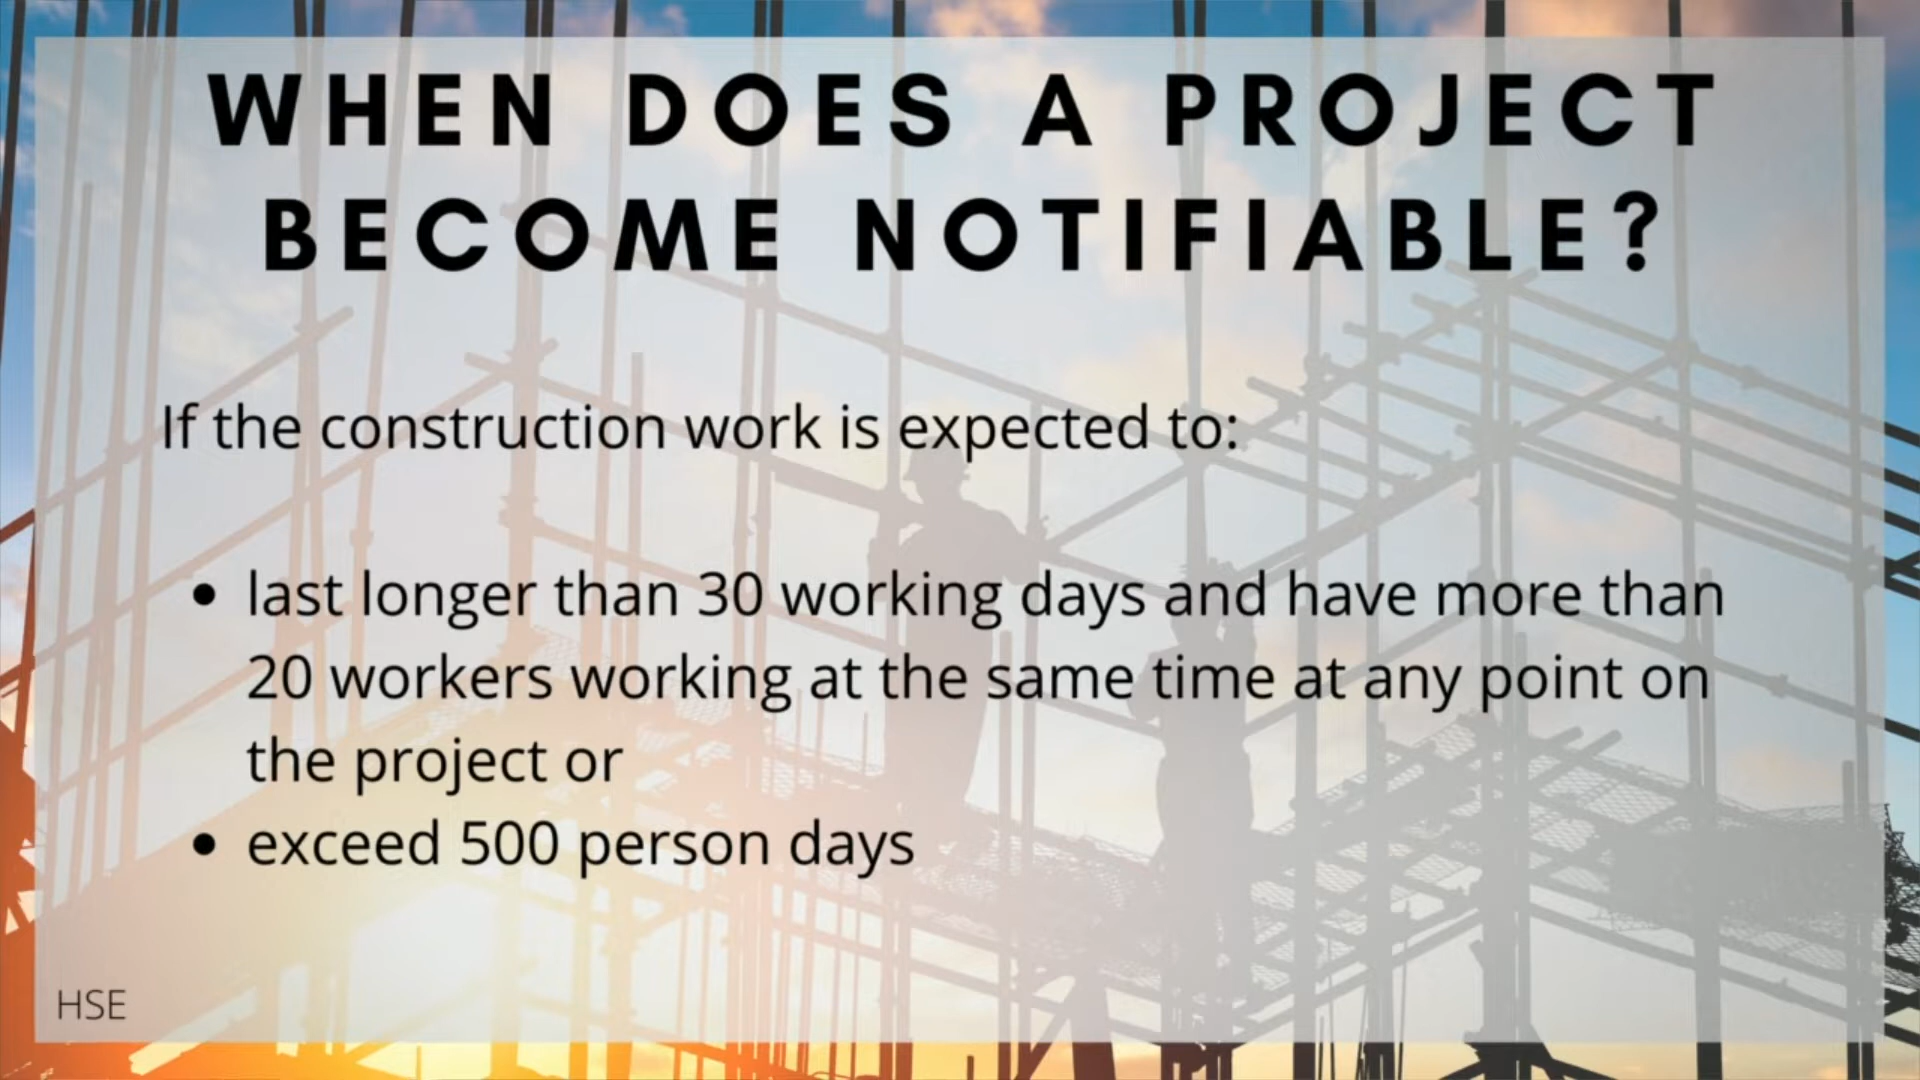 WHEN DOES A PROJECT
BECOME NOTIFIABLE?
If the construction work is expected to:
• last longer than 30 working days and have more than
20 workers working at the same time at any point on
the project or
• exceed 500 person days
HSE